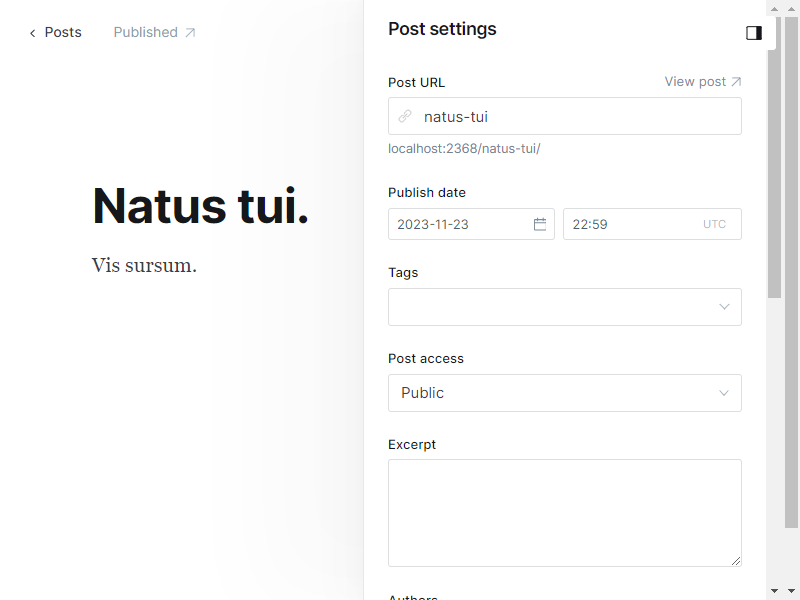 Posts
Published
Natus tui.
Vis sursum.
Post settings
Post URL
View post
natus-tui
localhost:2368/natus-tui/
Publish date
2023-11-23
22:59
UTC
Tags
Post access
Public
Excerpt
Authors